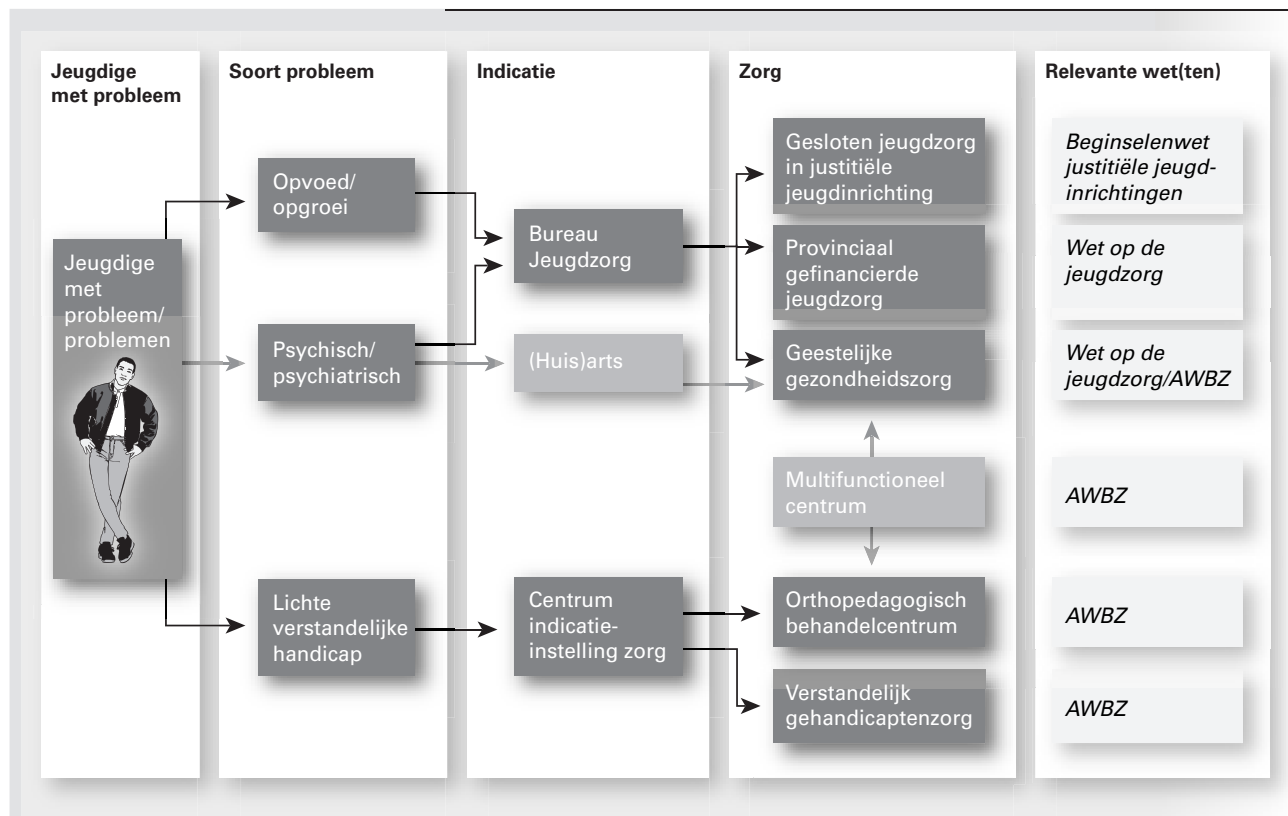 Jeugdige
met probleem
Soort probleem
Indicatie
Zorg
Relevante wet(ten)
Jeugdige
met
probleem/
problemen
Opvoed/
opgroei
Psychisch/
psychiatrisch
Lichte
verstandelijke
handicap
Bureau
Jeugdzorg
(Huis)arts
Centrum
indicatie-
instelling zorg
Gesloten jeugdzorg
in justitiële
jeugdinrichting
Provinciaal
gefinancierde
jeugdzorg
Geestelijke
gezondheidszorg
Multifunctioneel
centrum
Orthopedagogisch
behandelcentrum
Verstandelijk
gehandicaptenzorg
Beginselenwet
justitiële jeugd-
inrichtingen
Wet op de
jeugdzorg
Wet op de
jeugdzorg/AWBZ
AWBZ
AWBZ
AWBZ